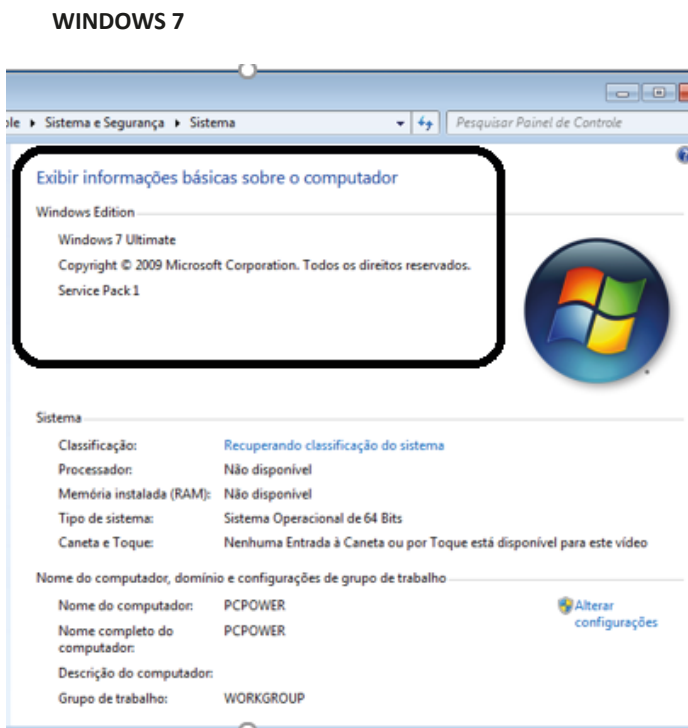 WINDOWS 7
Sistema e Segurança Sistema
Pesquisar Painel de Controle
Exibir informações básicas sobre o computador
Windows Edition
Windows 7 Ultimate
Copyright © 2009 Microsoft Corporation. Todos os direitos reservados.
Service Pack 1
Sistema
Classificação: Recuperando classificação do sistema
Processador: Não disponível
Memória instalada (RAM): Não disponível
Tipo de sistema: Sistema Operacional de 64 Bits
Caneta e Toque: Nenhuma Entrada à Caneta ou por Toque está disponível para este vídeo
Nome do computador, domínio e configurações de grupo de trabalho
Nome do computador: PCPOWER
Alterar
configurações
Nome completo do PCPOWER
computador:
Descrição do computador:
Grupo de trabalho: WORKGROUP